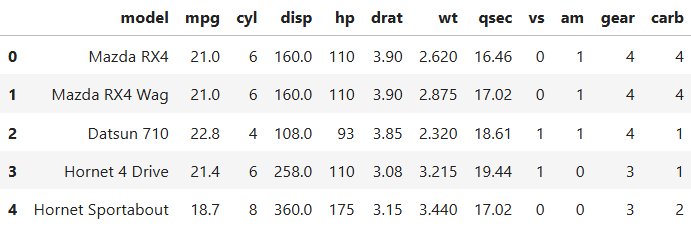 model mpg cyl disp hp drat wt qsec vs am gear carb
0 Mazda RX4 21.0 6 160.0 110 3.90 2.620 16.46 0 1 4 4
1 Mazda RX4 Wag 21.0 6 160.0 110 3.90 2.875 17.02 0 1 4 4
2 Datsun 710 22.8 4 108.0 93 3.85 2.320 18.61 1 1 4 1
3 Hornet 4 Drive 21.4 6 258.0 110 3.08 3.215 19.44 1 0 3 1
4 Hornet Sportabout 18.7 8 360.0 175 3.15 3.440 17.02 0 0 3 2